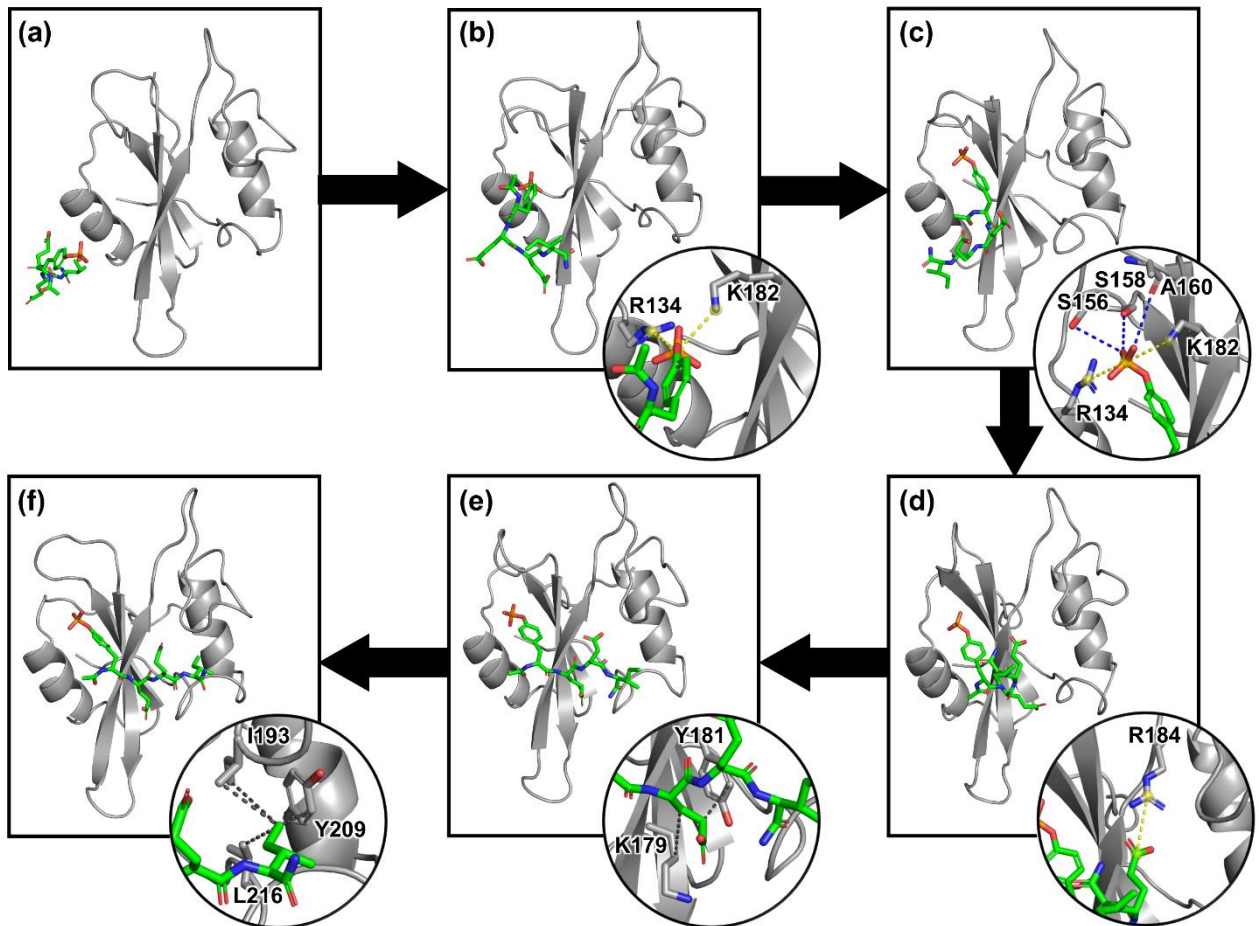 (a)
(b)
(c)
R134
K182
S158
S156
A160
K182
R134
(f)
(e)
(d)
I193
Y209
L216
Y181
K179
R184